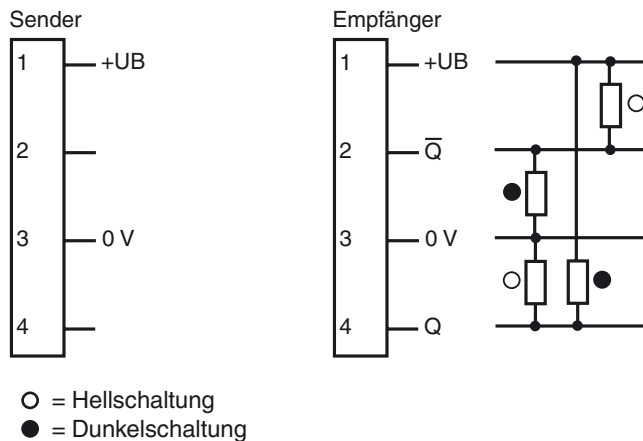 Sender
1 +UB
2
3 0 V
4
Empfänger
1 +UB
2 Q̅
3 0 V
4 Q
= Hellschaltung
= Dunkelschaltung